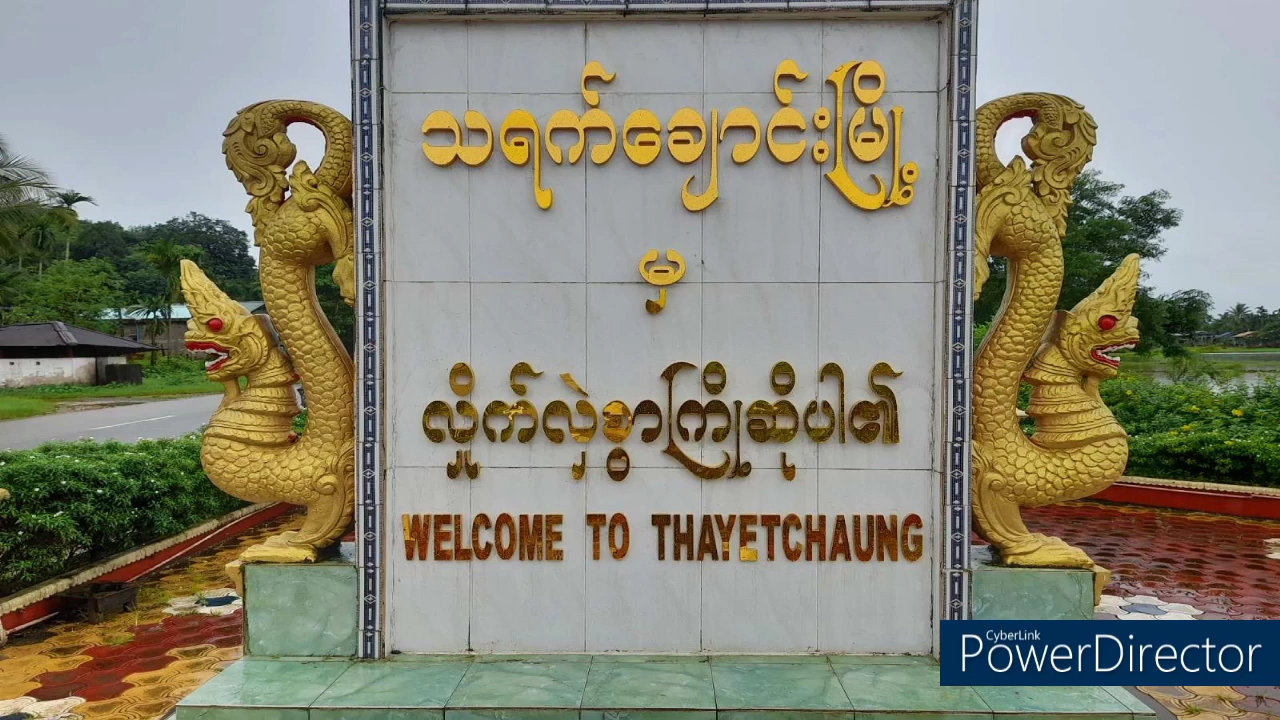 သရက်ချောင်းမြို့
မှ
လှိုက်လှဲစွာကြိုဆိုပါ၏
WELCOME TO THAYETCHAUNG
CyberLink
PowerDirector